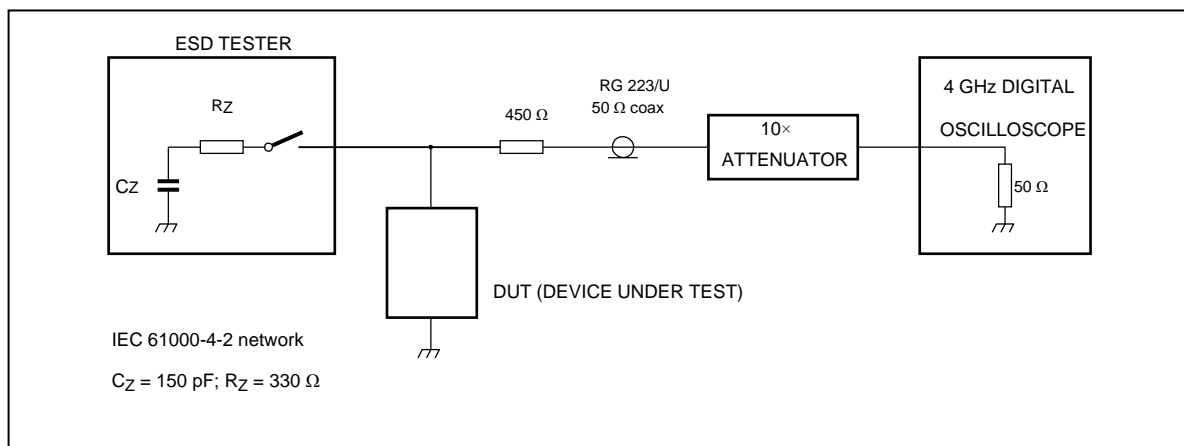 ESD TESTER
RZ
CZ
450 Ω
RG 223/U
50 Ω coax
10×
ATTENUATOR
4 GHz DIGITAL
OSCILLOSCOPE
50 Ω
DUT (DEVICE UNDER TEST)
IEC 61000-4-2 network
CZ = 150 pF; RZ = 330 Ω